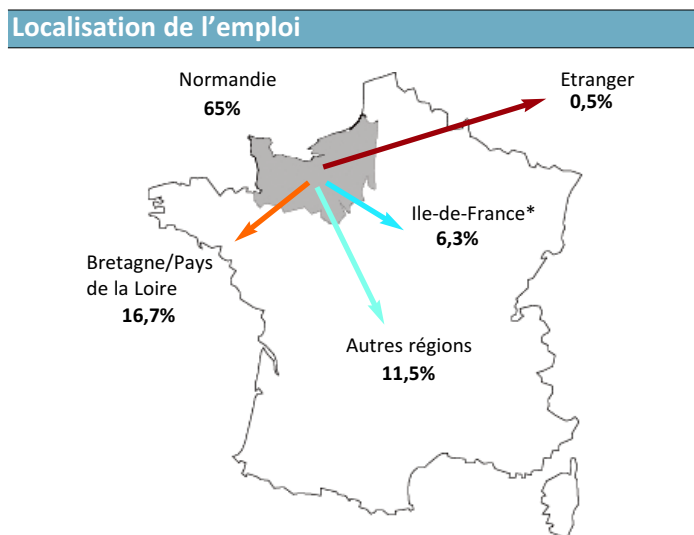 Localisation de l'emploi
Normandie
65%
Etranger
0,5%
Ile-de-France*
6,3%
Bretagne/Pays
de la Loire
16,7%
Autres régions
11,5%